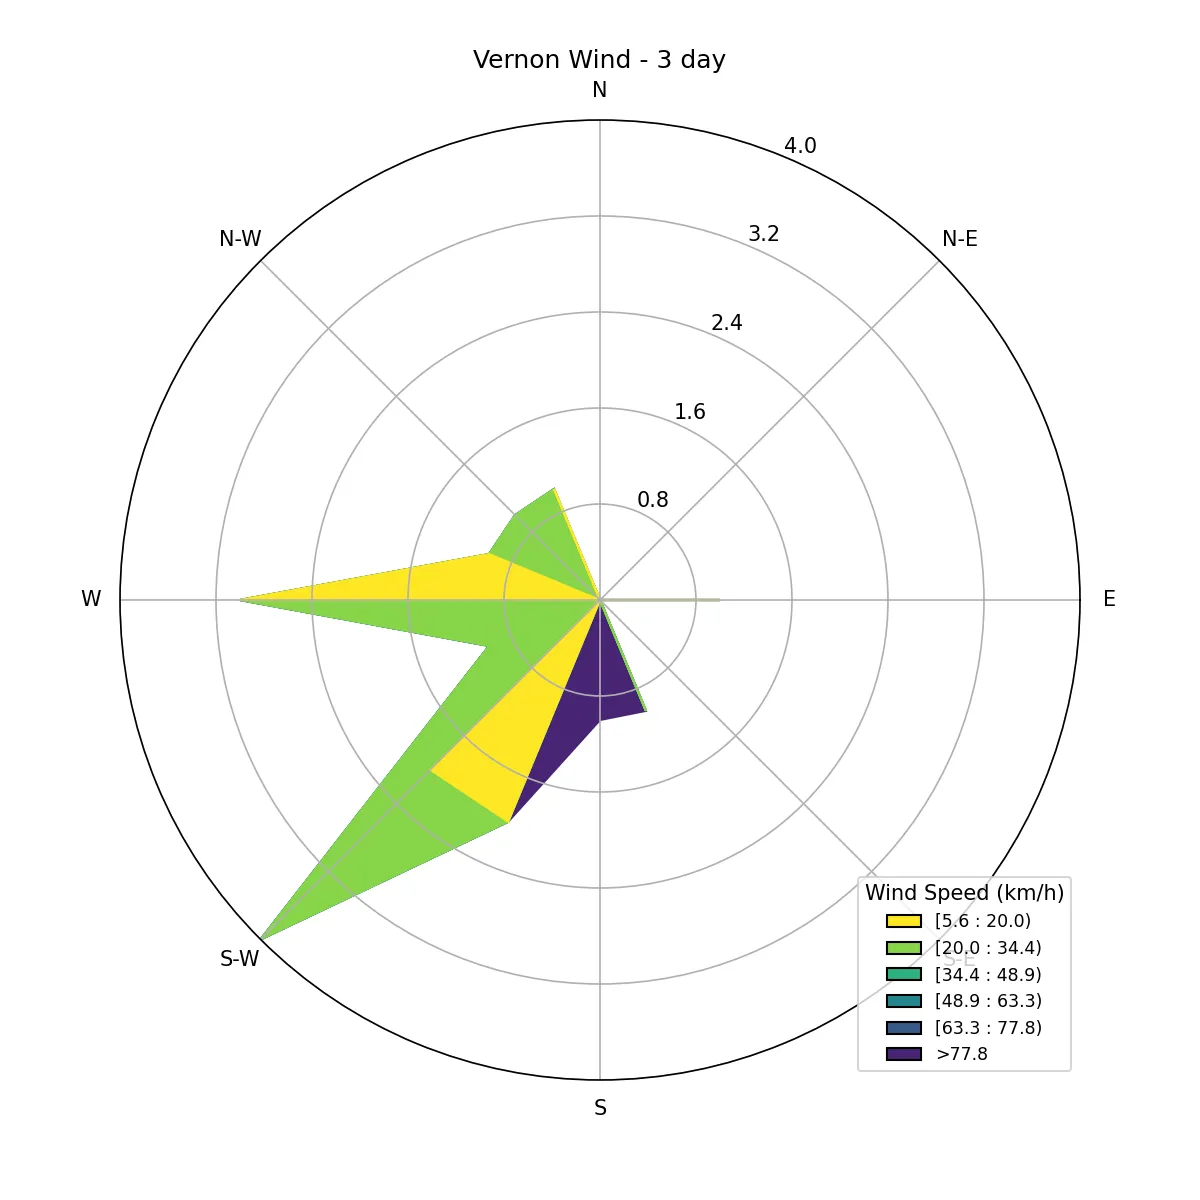 Vernon Wind - 3 day
N
4.0
N-W
3.2
N-E
2.4
1.6
0.8
W
E
S-W
S-E
S
Wind Speed (km/h)
[5.6 : 20.0)
[20.0 : 34.4)
[34.4 : 48.9)
[48.9 : 63.3)
[63.3 : 77.8)
>77.8